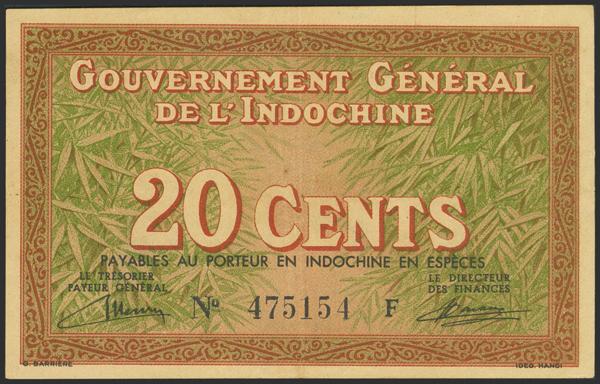 GOUVERNEMENT GÉNÉRAL
DE L'INDOCHINE
20 CENTS
PAYABLES AU PORTEUR EN INDOCHINE EN ESPÈCES
LE TRÉSORIER
PAYEUR GÉNÉRAL
LE DIRECTEUR
DES FINANCES
No 475154 F
G. BARRIÈRE
IDEO. HANOI